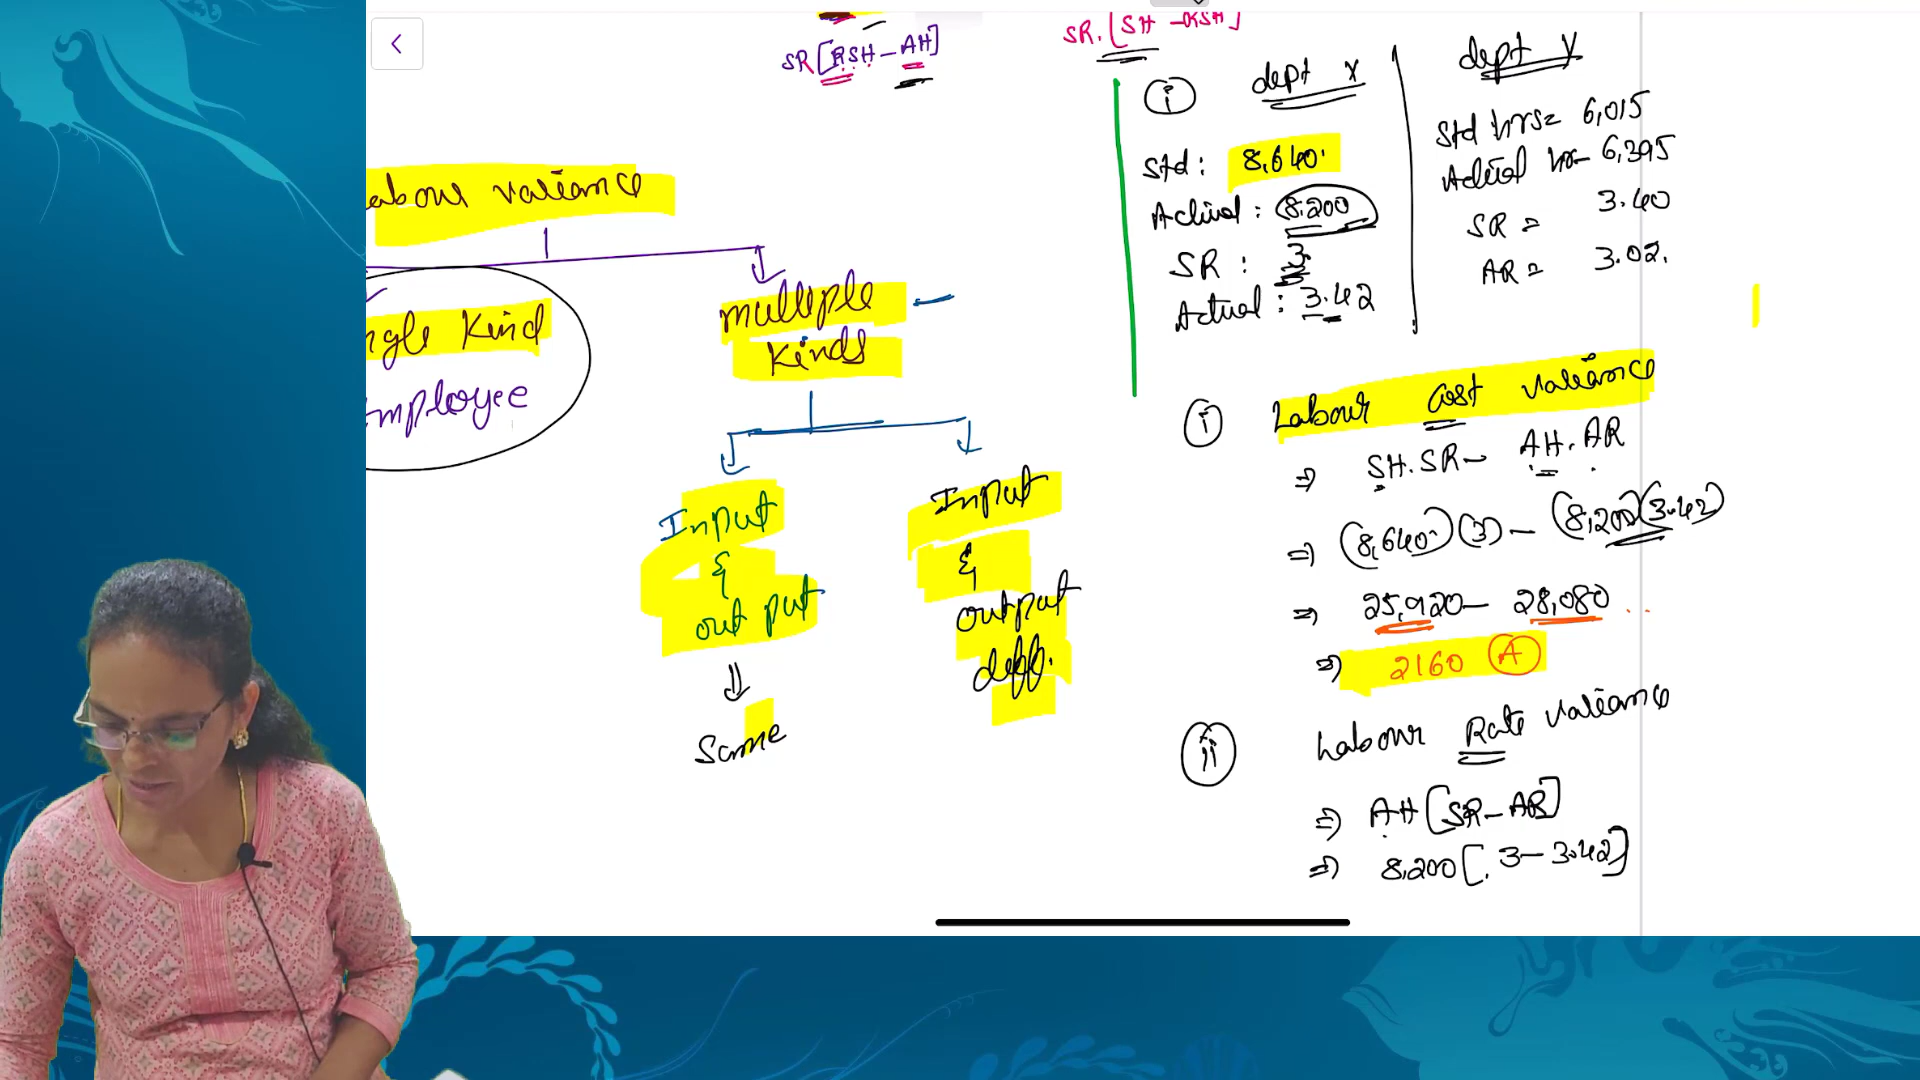 SR[RSH - AH]
SR.[SH - RSH]
abour variance
ngle Kind
Employee
multiple
kinds
Input
&
out put
Same
Input
&
output
deff.
i dept X
Std: 8,640.
Actual: 8,200
SR: 3
Actual: 3.42
dept Y
Std hrs= 6,015
Actual hr- 6,395
SR = 3.40
AR = 3.02.
i Labour Cost variance
⇒ SH.SR - AH.AR
⇒ (8,640)(3) - (8,200)(3.42)
⇒ 25,920 - 28,080
⇒ 2160 A
ii Labour Rate variance
⇒ AH[SR - AR]
⇒ 8,200[.3 - 3.42]